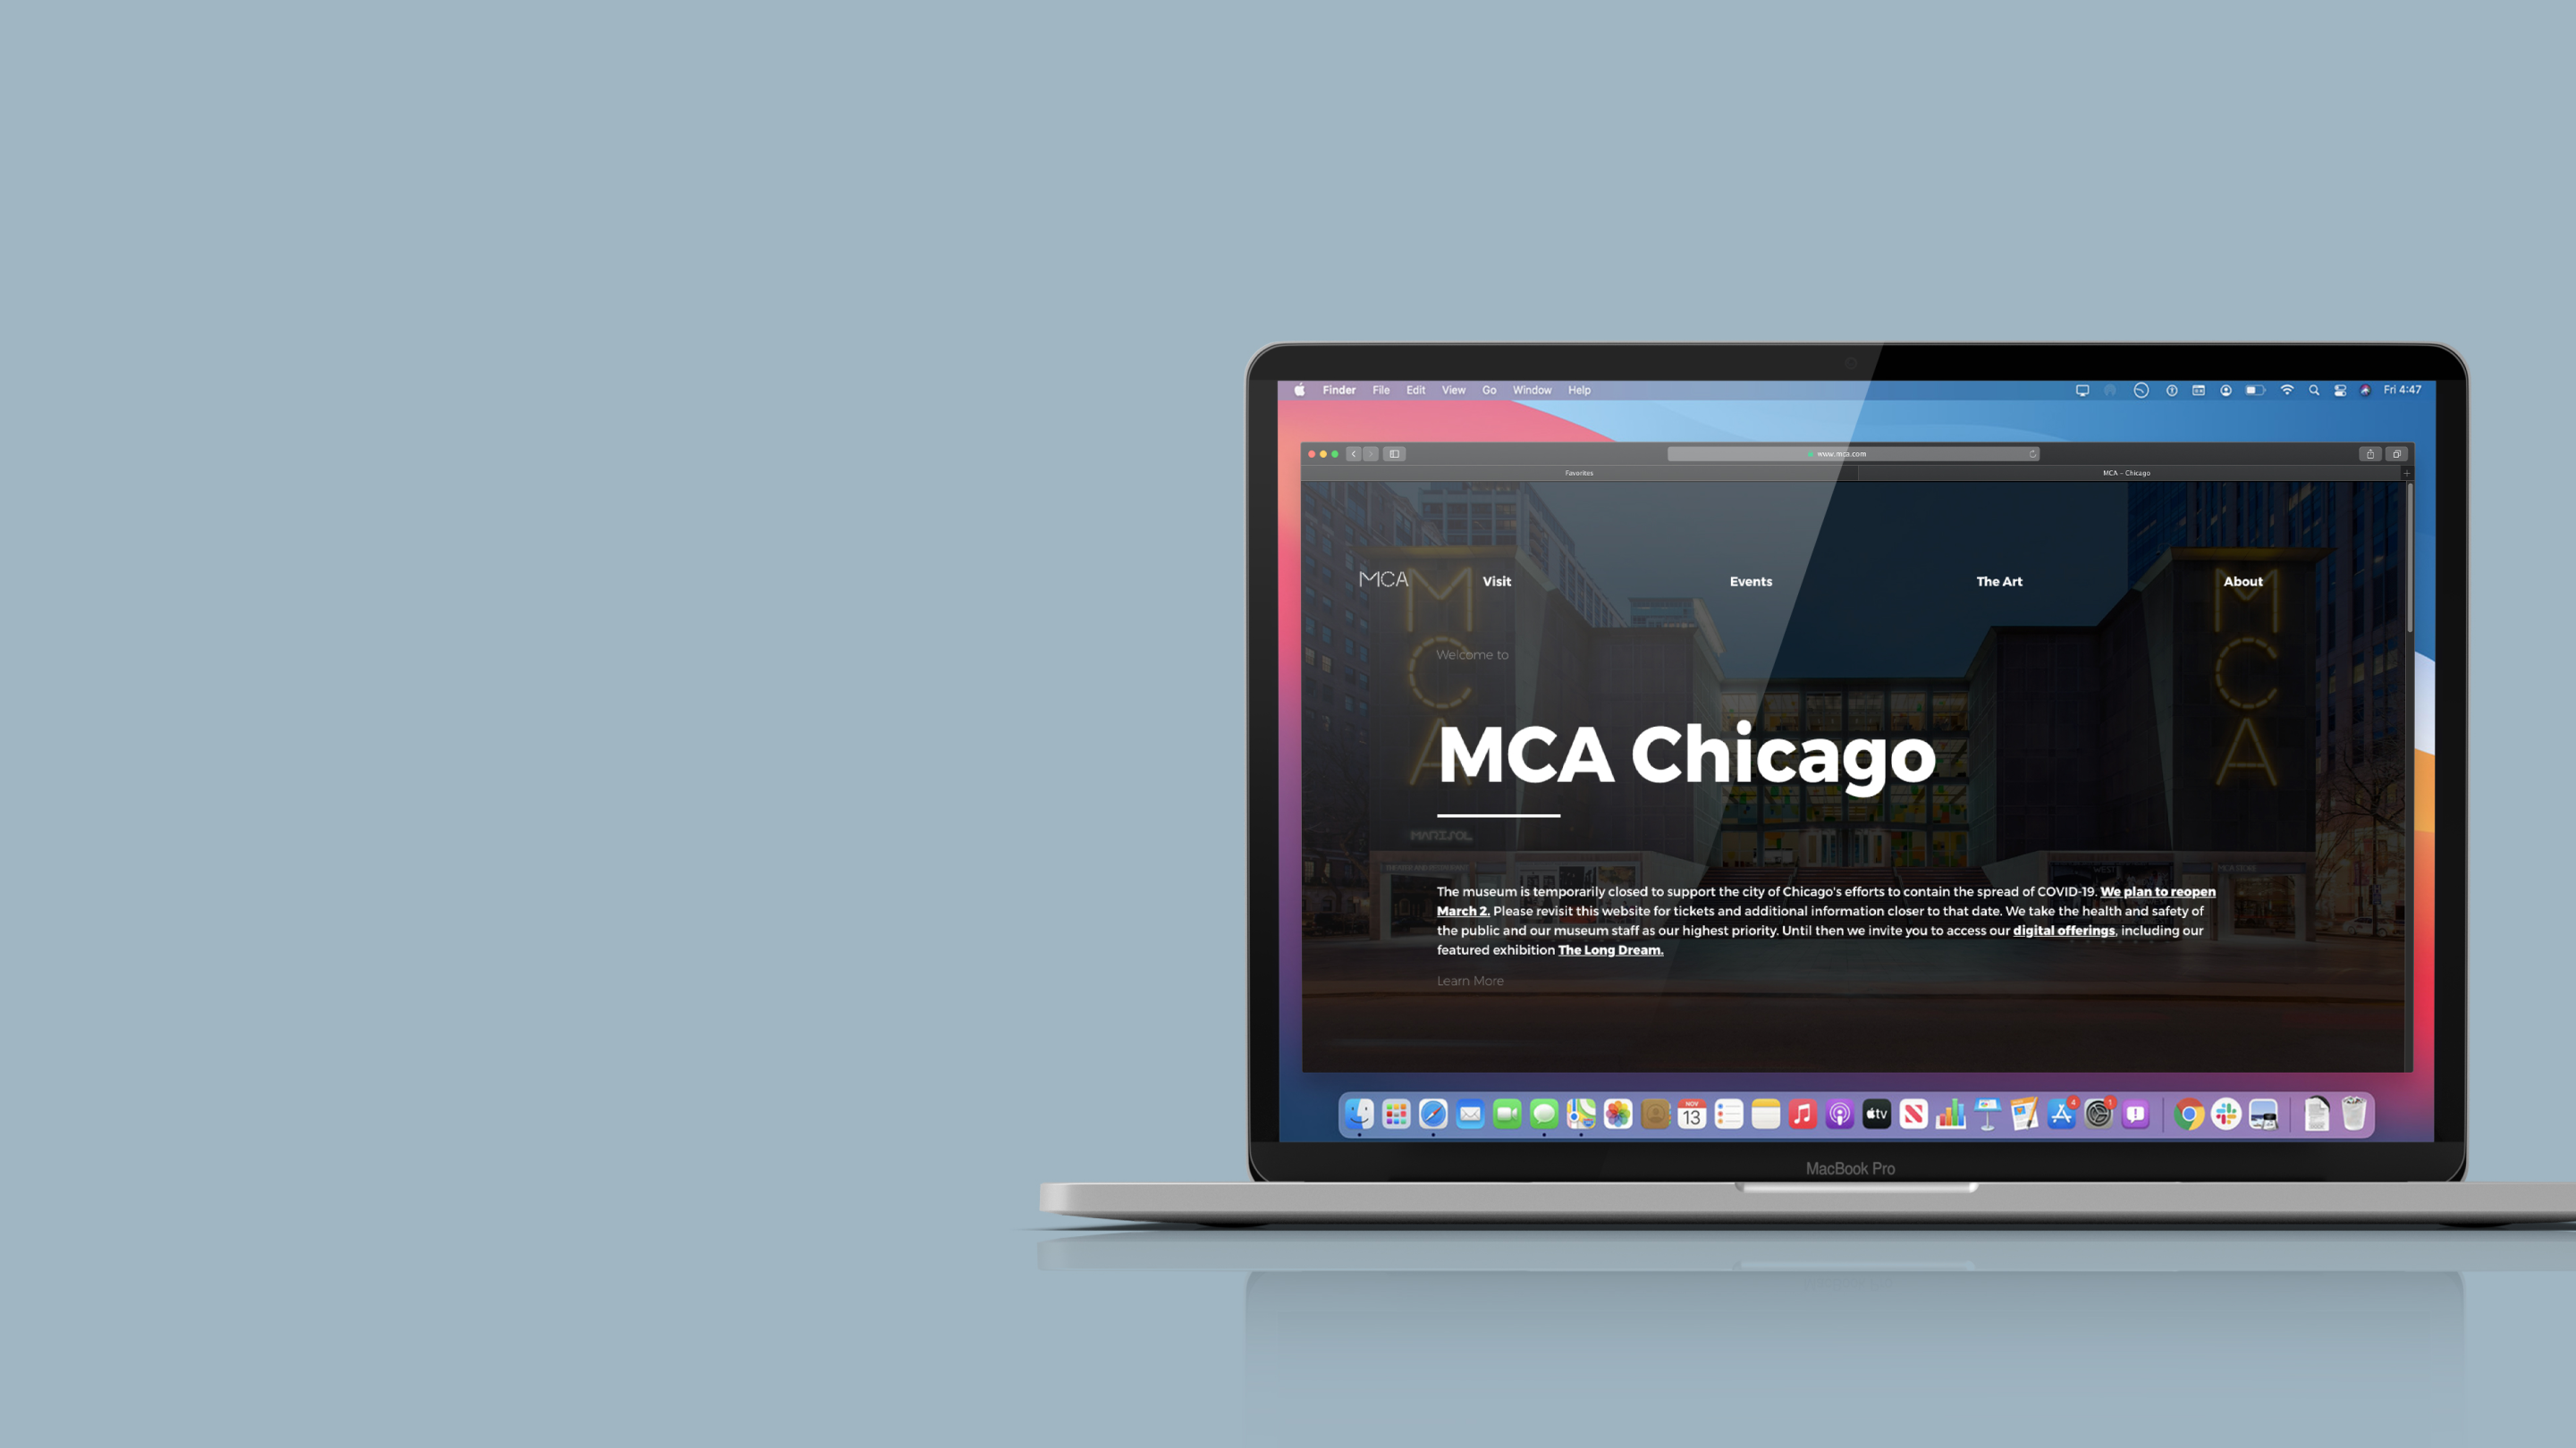 Finder File Edit View Go Window Help Fri 4:47
www.mca.com
Favorites MCA - Chicago
MCA Visit Events The Art About
M M
C C
A A
Welcome to
MCA Chicago
MARISOL
The museum is temporarily closed to support the city of Chicago's efforts to contain the spread of COVID-19. We plan to reopen
March 2. Please revisit this website for tickets and additional information closer to that date. We take the health and safety of
the public and our museum staff as our highest priority. Until then we invite you to access our digital offerings, including our
featured exhibition The Long Dream.
Learn More
NOV
13
tv
4
1
MacBook Pro